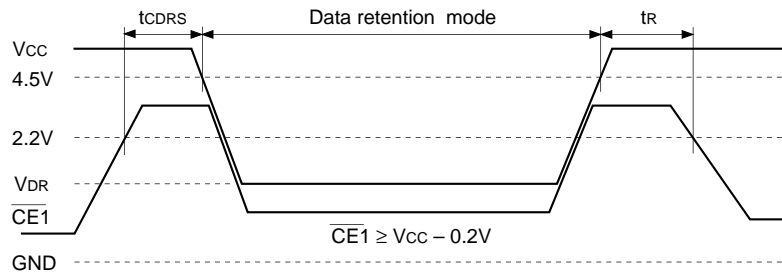 tCDRS Data retention mode tR
VCC
4.5V
2.2V
VDR
CE1
CE1 ≥ VCC – 0.2V
GND